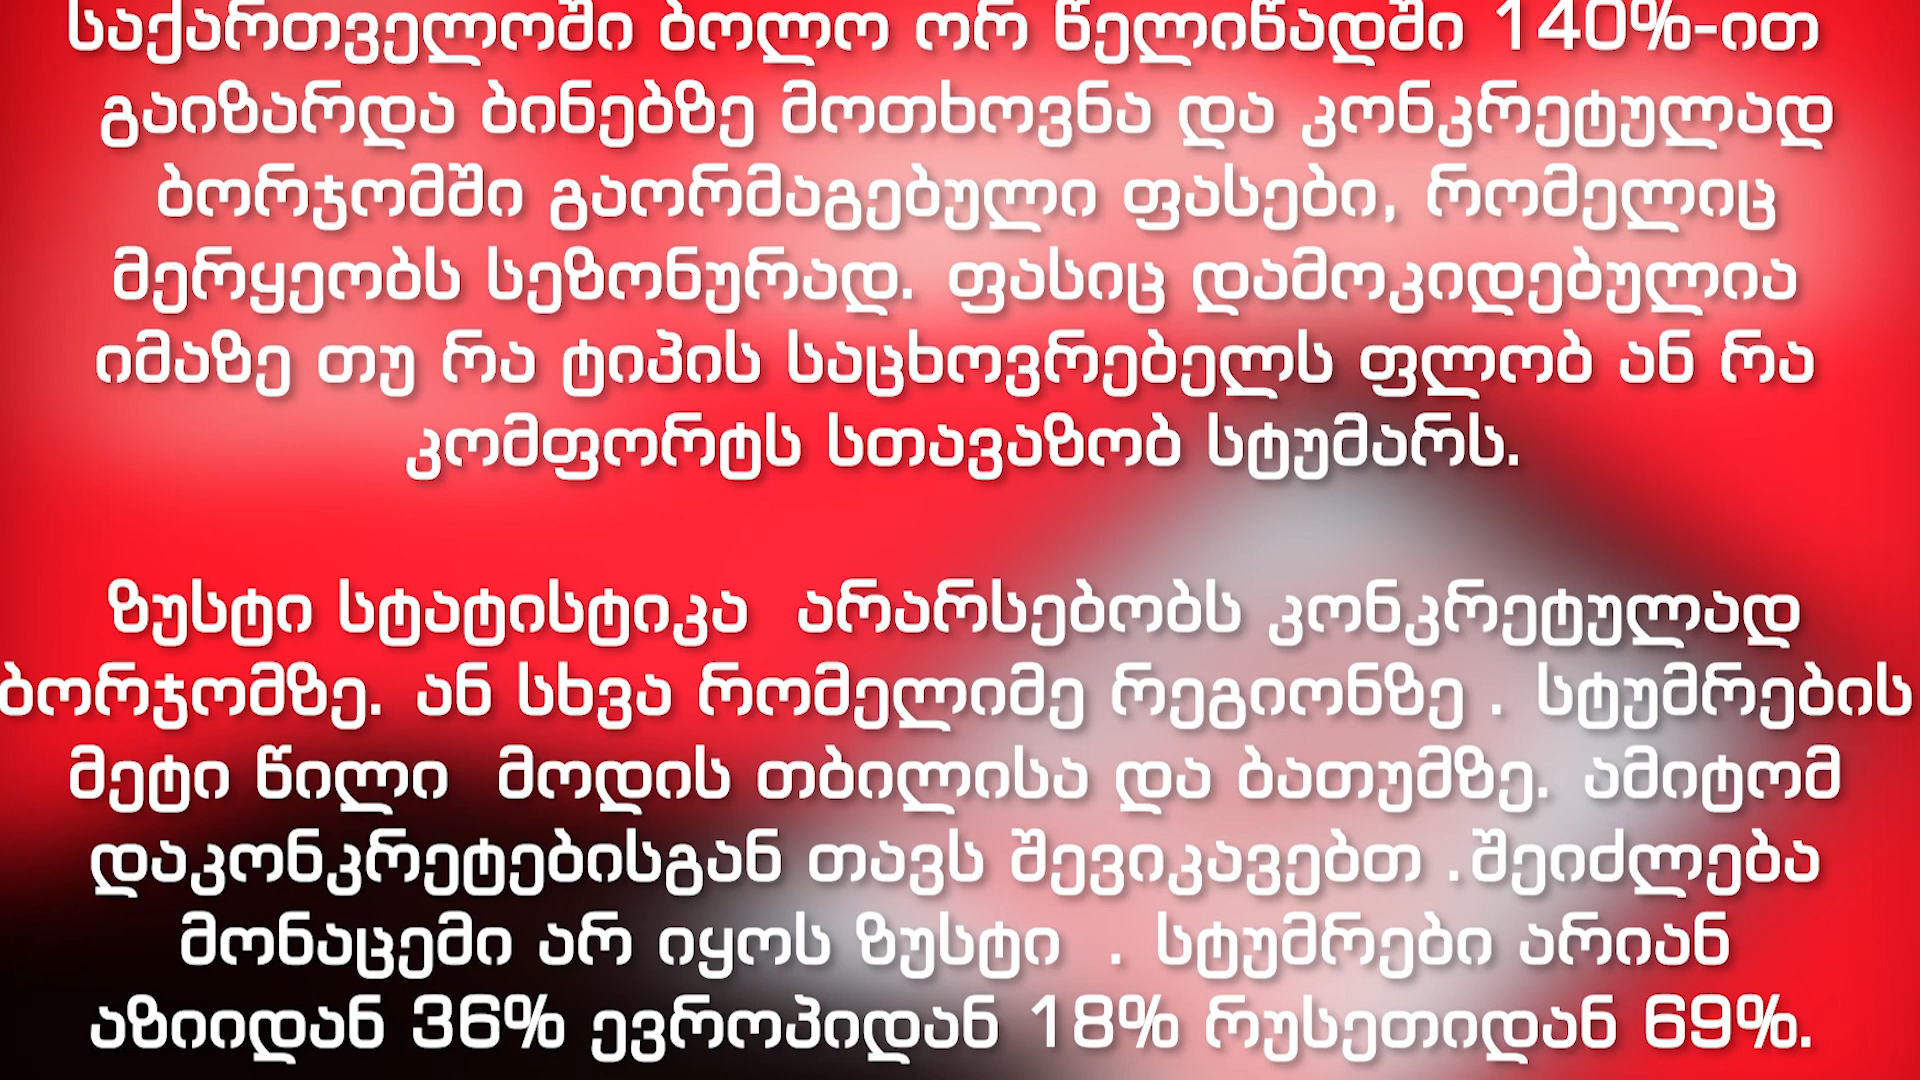 საქართველოში ბოლო ორ წელიწადში 140%-ით
გაიზარდა ბინებზე მოთხოვნა და კონკრეტულად
ბორჯომში გაორმაგებული ფასები, რომელიც
მერყეობს სეზონურად. ფასიც დამოკიდებულია
იმაზე თუ რა ტიპის საცხოვრებელს ფლობ ან რა
კომფორტს სთავაზობ სტუმარს.
ზუსტი სტატისტიკა არარსებობს კონკრეტულად
ბორჯომზე. ან სხვა რომელიმე რეგიონზე . სტუმრების
მეტი წილი მოდის თბილისა და ბათუმზე. ამიტომ
დაკონკრეტებისგან თავს შევიკავებთ .შეიძლება
მონაცემი არ იყოს ზუსტი . სტუმრები არიან
აზიიდან 36% ევროპიდან 18% რუსეთიდან 69%.